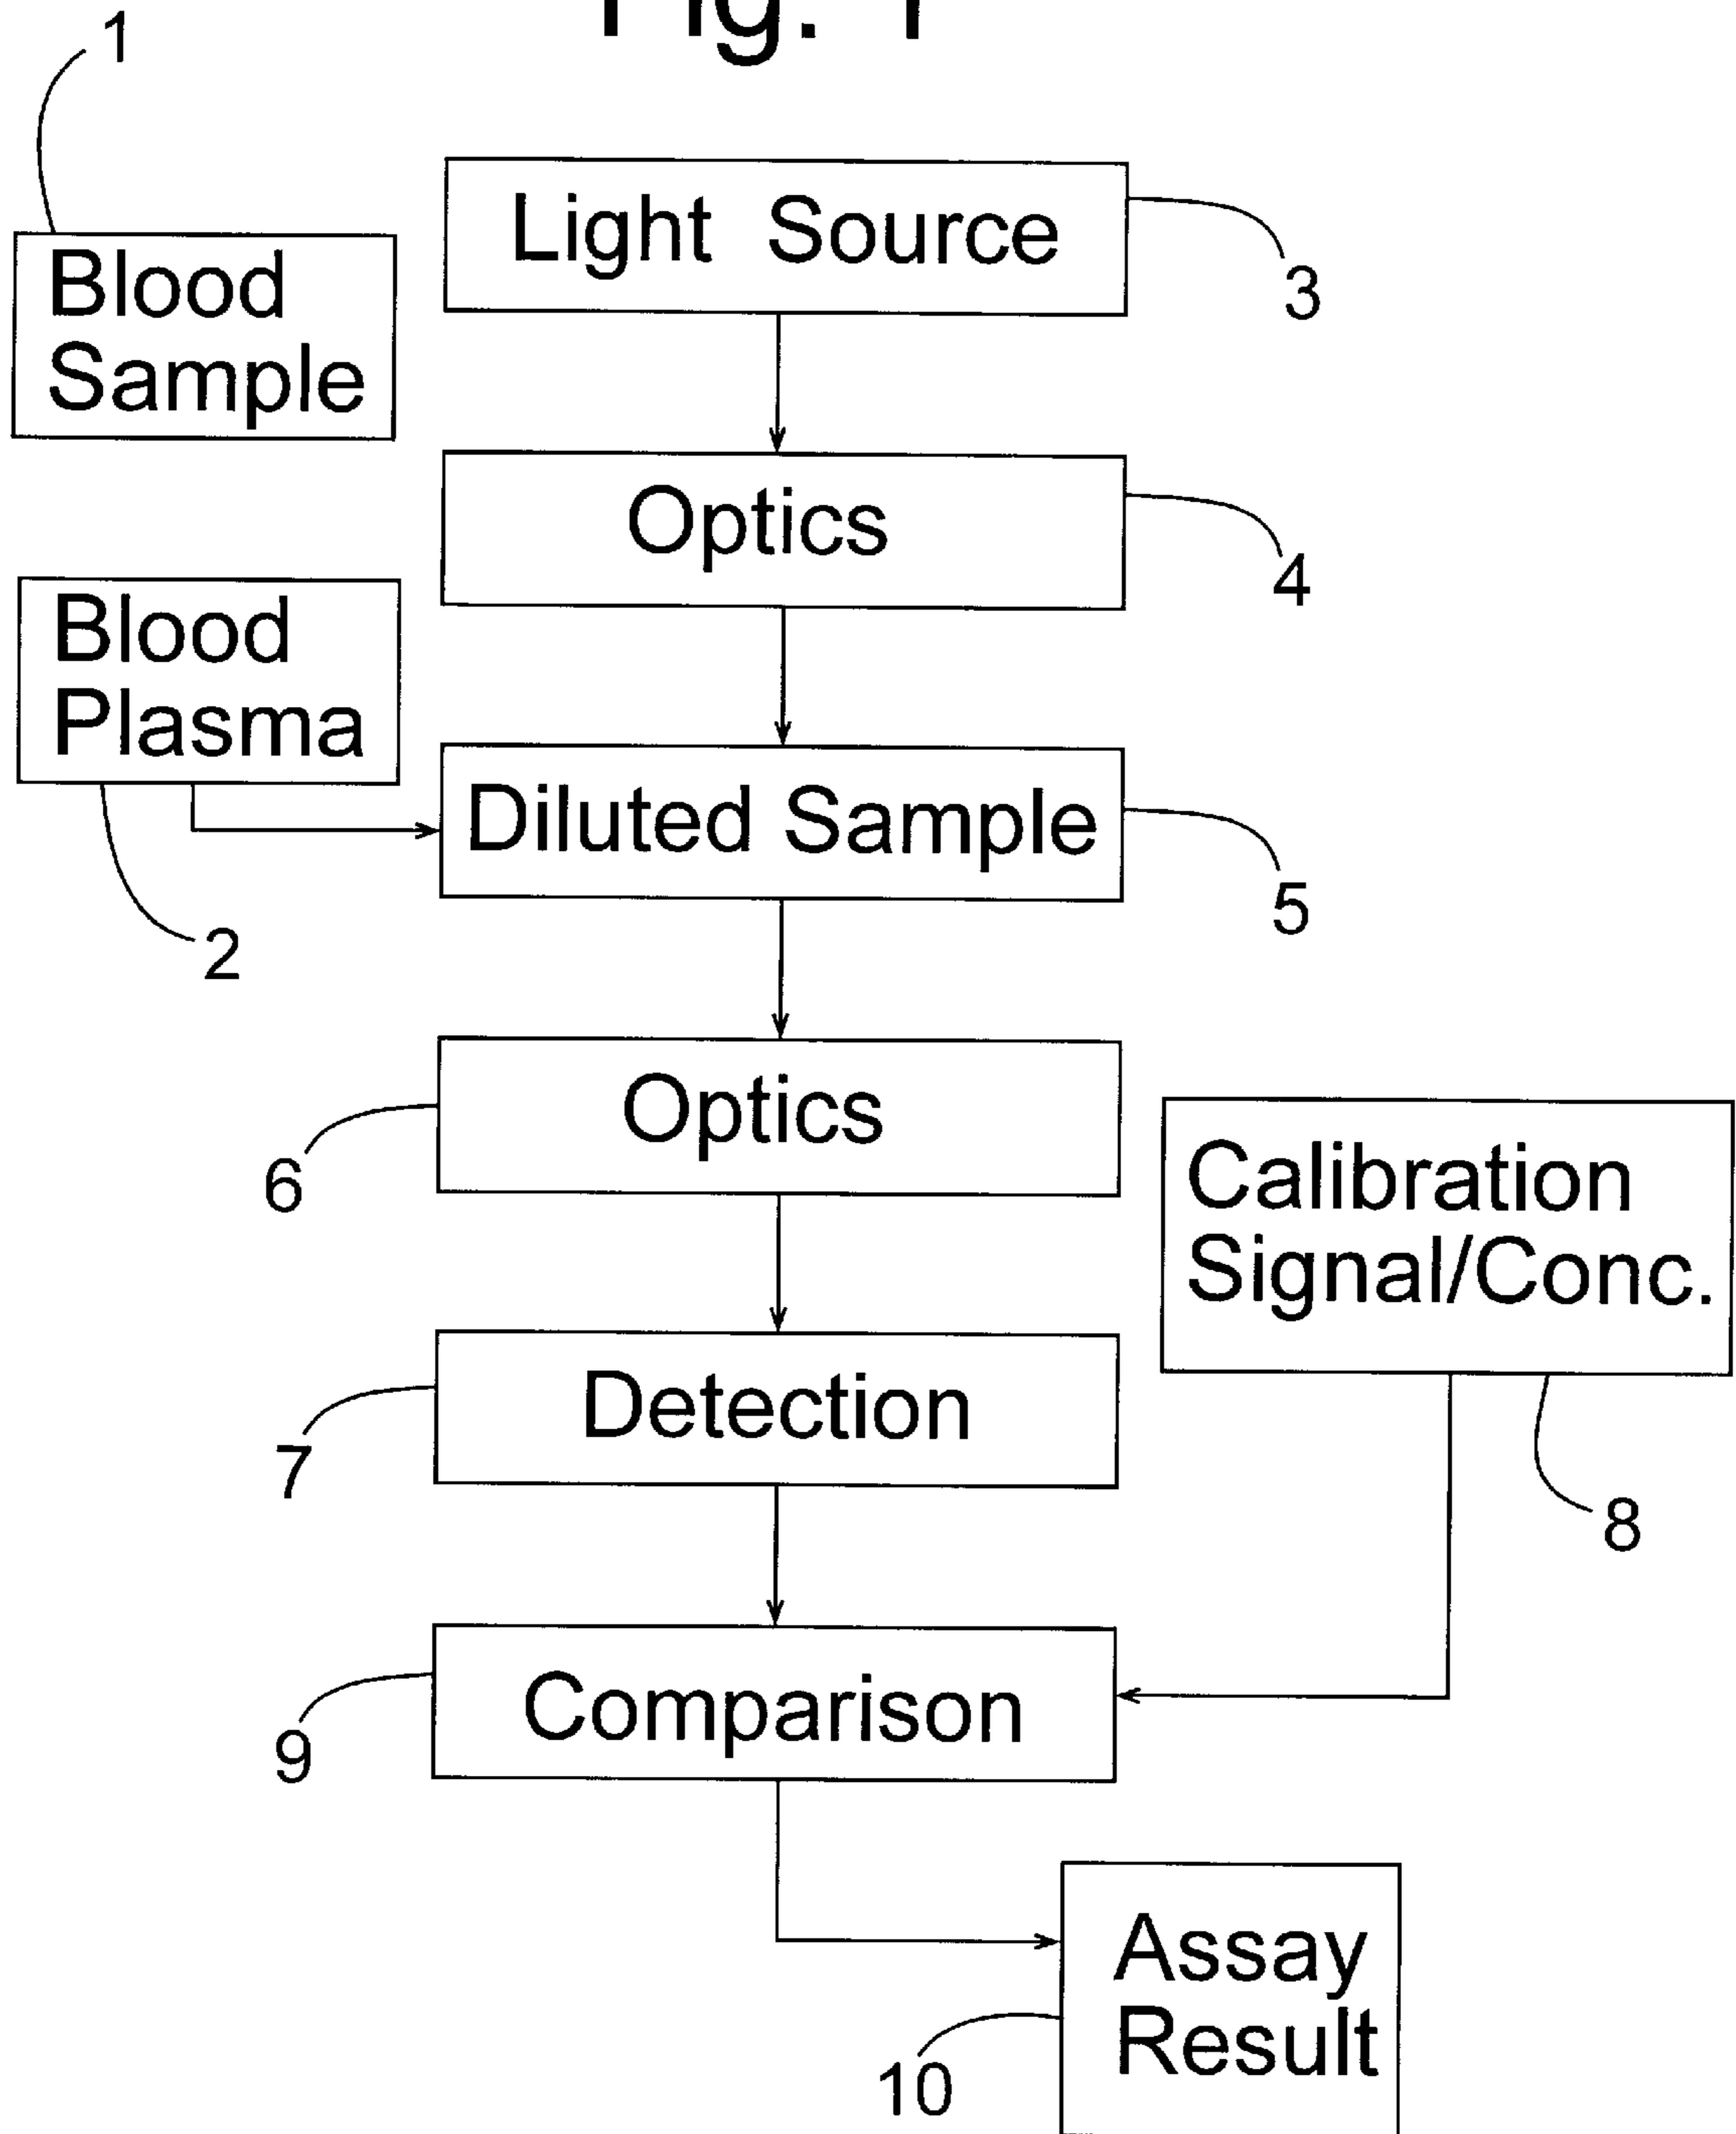 Fig. 1
1
Light Source
3
Blood
Sample
Optics
4
Blood
Plasma
Diluted Sample
5
2
Optics
6
Calibration
Signal/Conc.
Detection
7
8
Comparison
9
Assay
Result
10